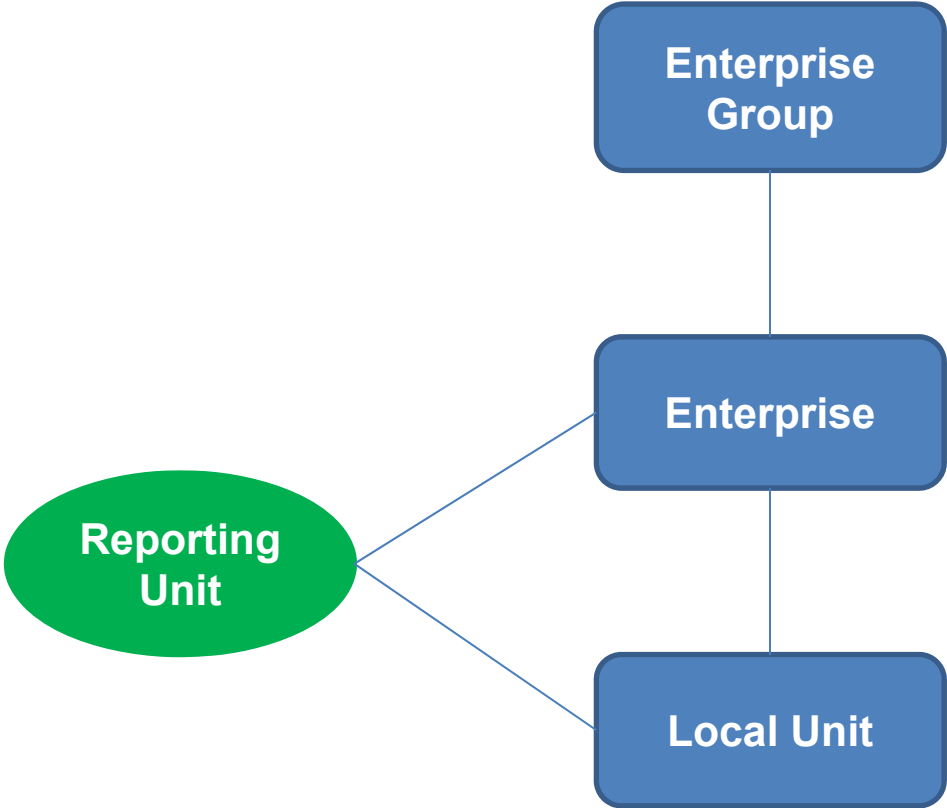 Enterprise
Group
Enterprise
Reporting
Unit
Local Unit